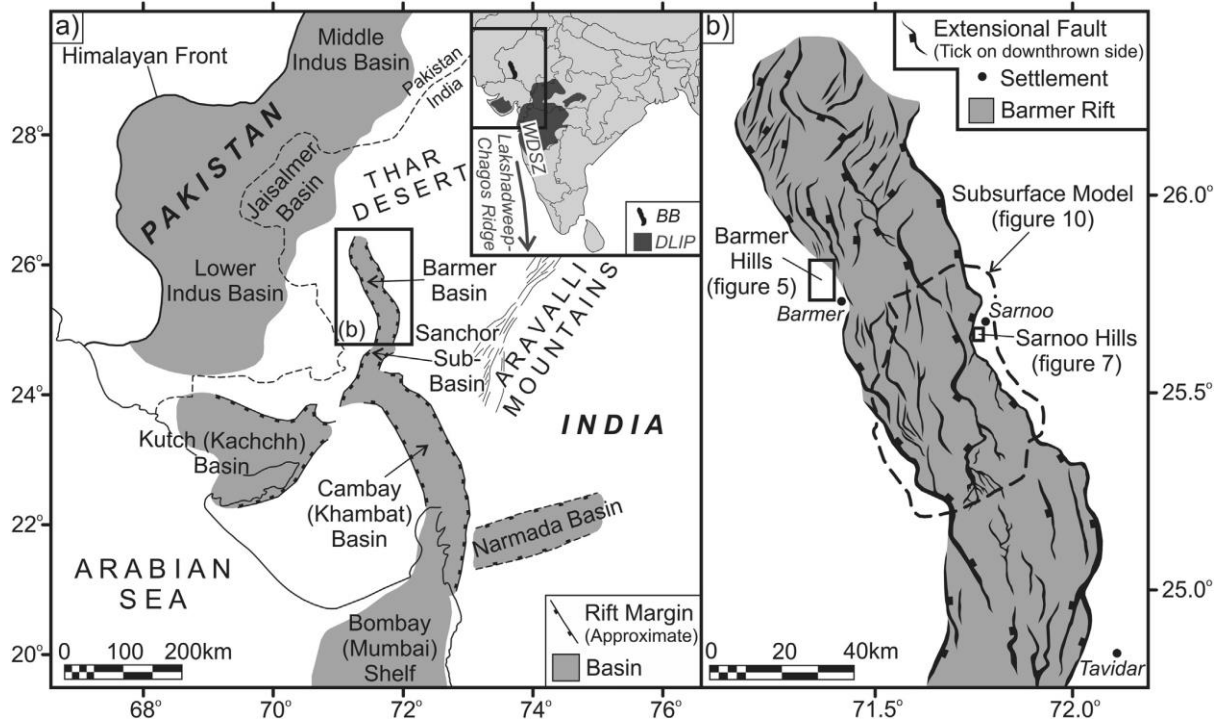 a)
Himalayan Front
Middle
Indus Basin
Pakistan
India
PAKISTAN
Jaisalmer
Basin
THAR
DESERT
Lower
Indus Basin
Barmer
Basin
(b)
Sanchor
Sub-
Basin
ARAVALLI
MOUNTAINS
INDIA
Kutch (Kachchh)
Basin
Cambay
(Khambat)
Basin
Narmada Basin
ARABIAN
SEA
Bombay
(Mumbai)
Shelf
WDSZ
Lakshadweep-
Chagos Ridge
BB
DLIP
Rift Margin
(Approximate)
Basin
0 100 200km
28°
26°
24°
22°
20°
68° 70° 72° 74° 76°
b)
Extensional Fault
(Tick on downthrown side)
Settlement
Barmer Rift
Subsurface Model
(figure 10)
Barmer
Hills
(figure 5)
Barmer
Sarnoo
Sarnoo Hills
(figure 7)
Tavidar
0 20 40km
26.0°
25.5°
25.0°
71.5° 72.0°